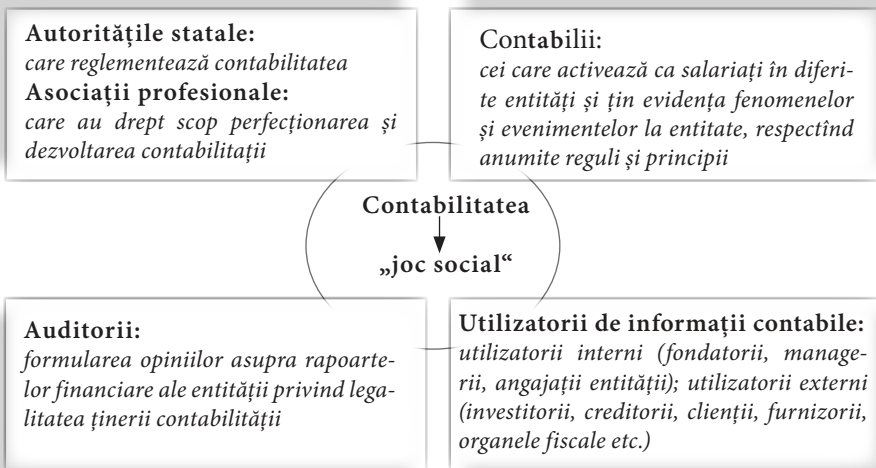 Autoritățile statale:
care reglementează contabilitatea
Asociații profesionale:
care au drept scop perfecționarea și
dezvoltarea contabilitații
Contabilii:
cei care activează ca salariați în diferi-
te entități și țin evidența fenomenelor
și evenimentelor la entitate, respectînd
anumite reguli și principii
Contabilitatea
„joc social“
Auditorii:
formularea opiniilor asupra rapoarte-
lor financiare ale entității privind lega-
litatea ținerii contabilității
Utilizatorii de informații contabile:
utilizatorii interni (fondatorii, manage-
rii, angajații entității); utilizatorii externi
(investitorii, creditorii, clienții, furnizorii,
organele fiscale etc.)